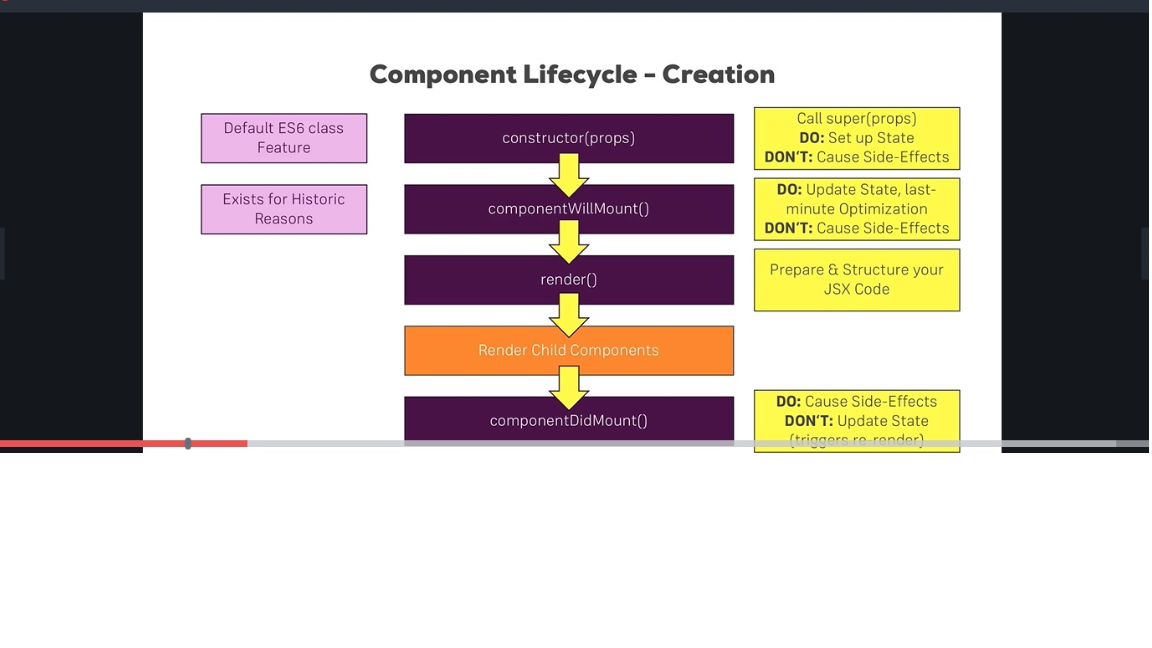 Component Lifecycle - Creation
Default ES6 class
Feature
constructor(props)
Call super(props)
DO: Set up State
DON'T: Cause Side-Effects
Exists for Historic
Reasons
componentWillMount()
DO: Update State, last-
minute Optimization
DON'T: Cause Side-Effects
render()
Prepare & Structure your
JSX Code
Render Child Components
componentDidMount()
DO: Cause Side-Effects
DON'T: Update State
(triggers re-render)